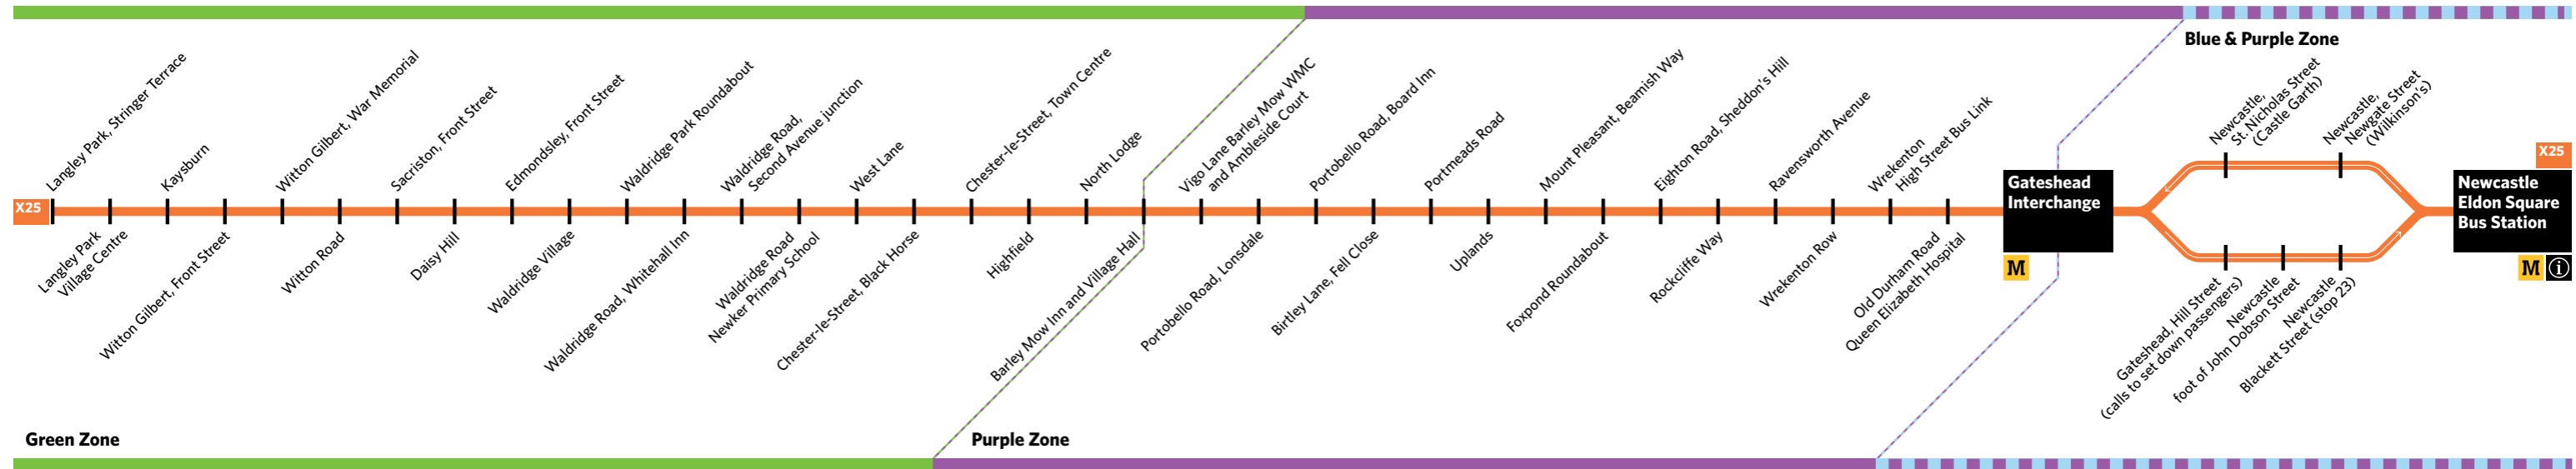 Blue & Purple Zone
X25
Langley Park, Stringer Terrace
Langley Park
Village Centre
Kaysburn
Witton Gilbert, Front Street
Witton Gilbert, War Memorial
Witton Road
Sacriston, Front Street
Daisy Hill
Edmondsley, Front Street
Waldridge Village
Waldridge Park Roundabout
Waldridge Road, Whitehall Inn
Waldridge Road,
Second Avenue junction
Waldridge Road
Newker Primary School
West Lane
Chester-le-Street, Black Horse
Chester-le-Street, Town Centre
Highfield
North Lodge
Barley Mow Inn and Village Hall
Vigo Lane Barley Mow WMC
and Ambleside Court
Portobello Road, Lonsdale
Portobello Road, Board Inn
Birtley Lane, Fell Close
Portmeads Road
Uplands
Mount Pleasant, Beamish Way
Foxpond Roundabout
Eighton Road, Sheddon's Hill
Rockcliffe Way
Ravensworth Avenue
Wrekenton Row
Wrekenton
High Street Bus Link
Old Durham Road
Queen Elizabeth Hospital
Gateshead
Interchange
M
Newcastle,
St. Nicholas Street
(Castle Garth)
Newcastle,
Newgate Street
(Wilkinson's)
Gateshead, Hill Street
(calls to set down passengers)
Newcastle
foot of John Dobson Street
Newcastle
Blackett Street (stop 23)
X25
Newcastle
Eldon Square
Bus Station
M i
Green Zone
Purple Zone